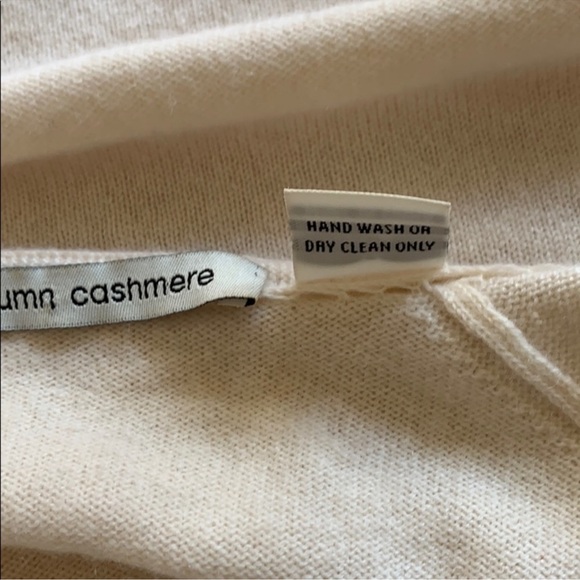 umn cashmere
HAND WASH OR
DRY CLEAN ONLY